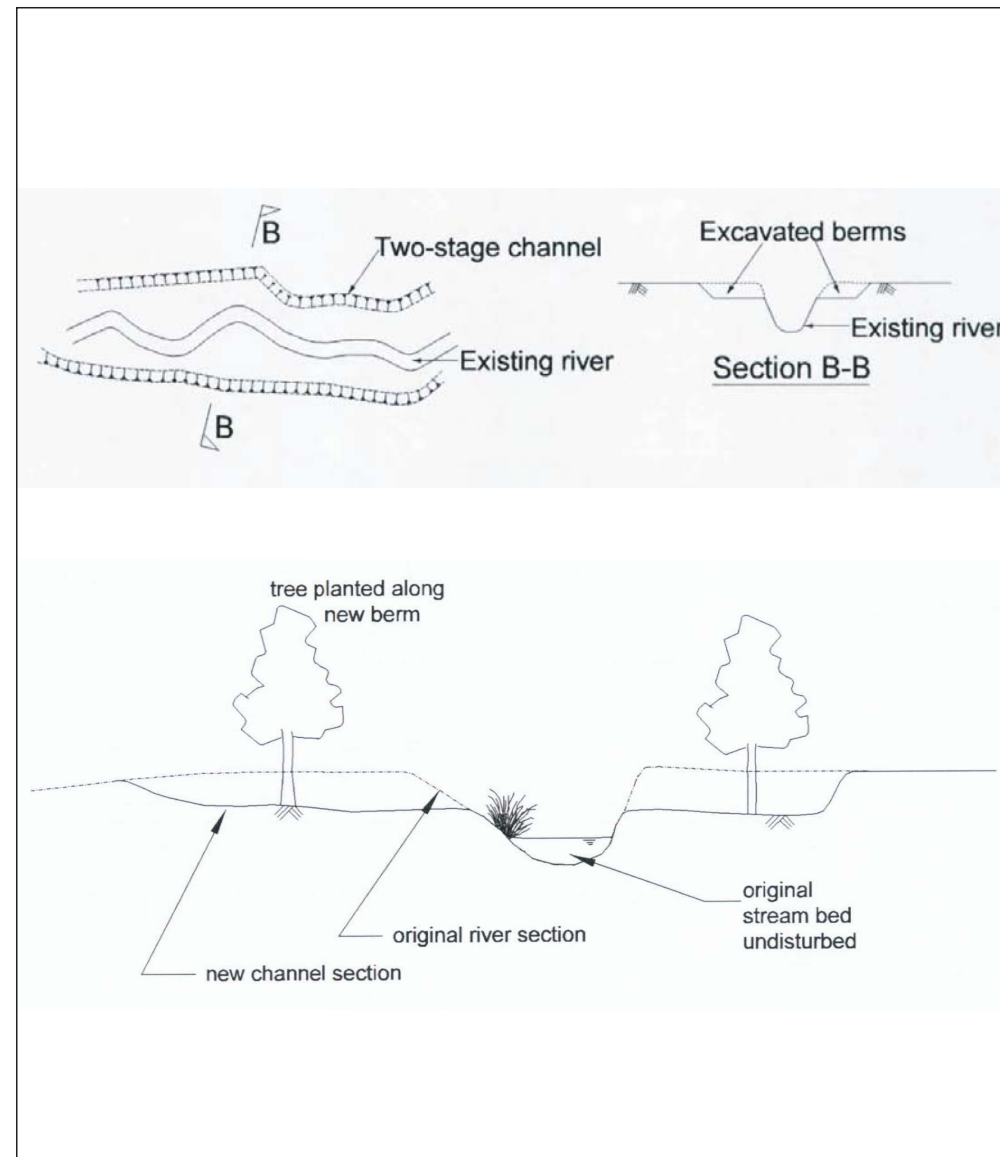 B
Two-stage channel
Existing river
B
Excavated berms
Existing river
Section B-B
tree planted along
new berm
original river section
new channel section
original
stream bed
undisturbed